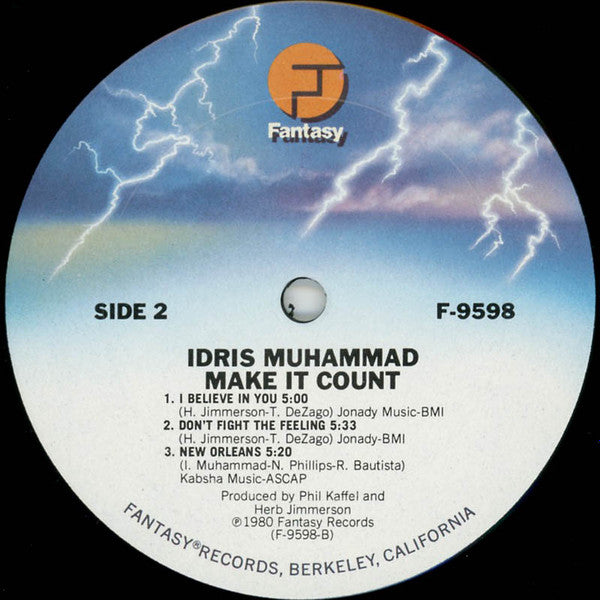 Fantasy
SIDE 2
F-9598
IDRIS MUHAMMAD
MAKE IT COUNT
1. I BELIEVE IN YOU 5:00
(H. Jimmerson-T. DeZago) Jonady Music-BMI
2. DON'T FIGHT THE FEELING 5:33
(H. Jimmerson-T. DeZago) Jonady-BMI
3. NEW ORLEANS 5:20
(I. Muhammad-N. Phillips-R. Bautista)
Kabsha Music-ASCAP
Produced by Phil Kaffel and
Herb Jimmerson
℗1980 Fantasy Records
(F-9598-B)
FANTASY® RECORDS, BERKELEY, CALIFORNIA